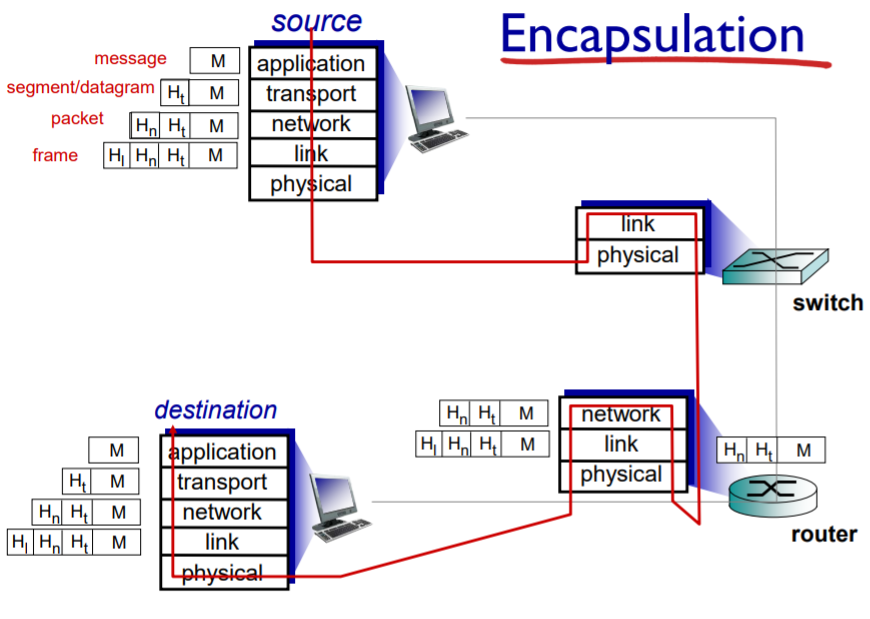 source
Encapsulation
message M
application
segment/datagram Ht M
transport
packet Hn Ht M
network
frame Hl Hn Ht M
link
physical
link
physical
switch
destination
M
application
Ht M
transport
Hn Ht M
network
Hl Hn Ht M
link
physical
Hn Ht M
network
Hl Hn Ht M
link
physical
Hn Ht M
router